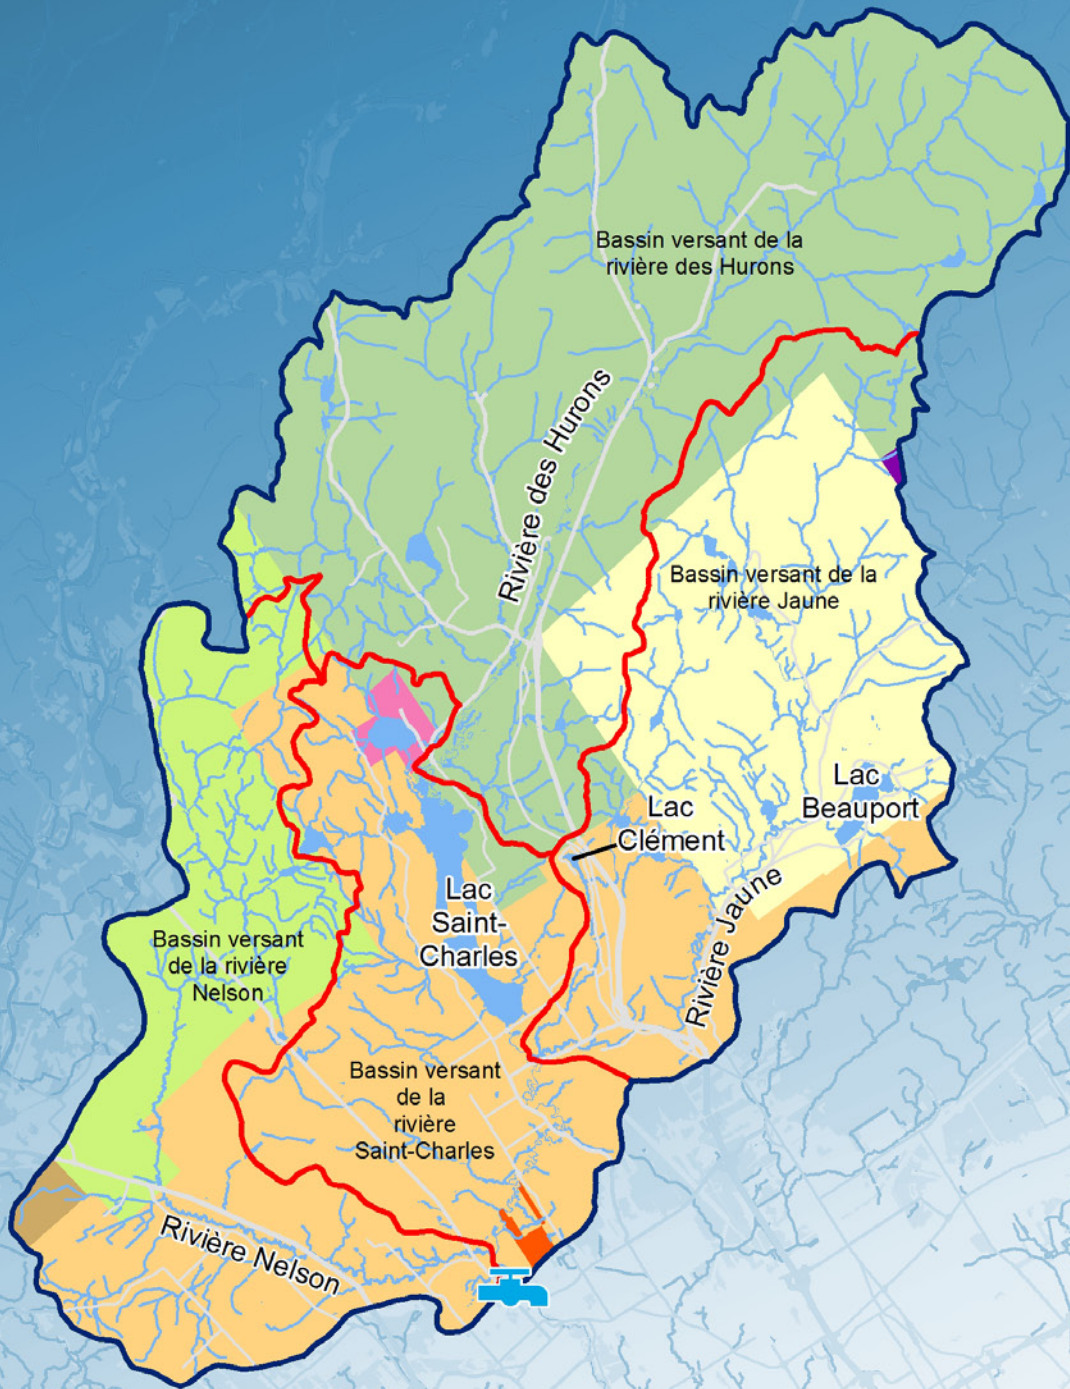 Bassin versant de la
rivière des Hurons
Rivière des Hurons
Bassin versant de la
rivière Jaune
Lac
Beauport
Lac
Clément
Rivière Jaune
Lac
Saint-
Charles
Bassin versant
de la rivière
Nelson
Bassin versant
de la
rivière
Saint-Charles
Rivière Nelson